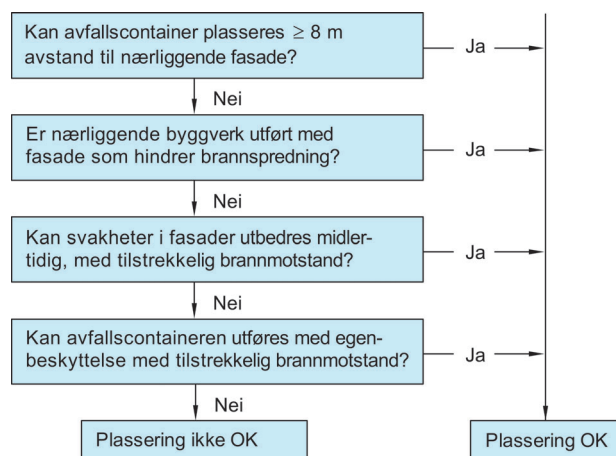 Kan avfallscontainer plasseres ≥ 8 m
avstand til nærliggende fasade?
Ja
Nei
Er nærliggende byggverk utført med
fasade som hindrer brannspredning?
Ja
Nei
Kan svakheter i fasader utbedres midler-
tidig, med tilstrekkelig brannmotstand?
Ja
Nei
Kan avfallscontaineren utføres med egen-
beskyttelse med tilstrekkelig brannmotstand?
Ja
Nei
Plassering ikke OK
Plassering OK